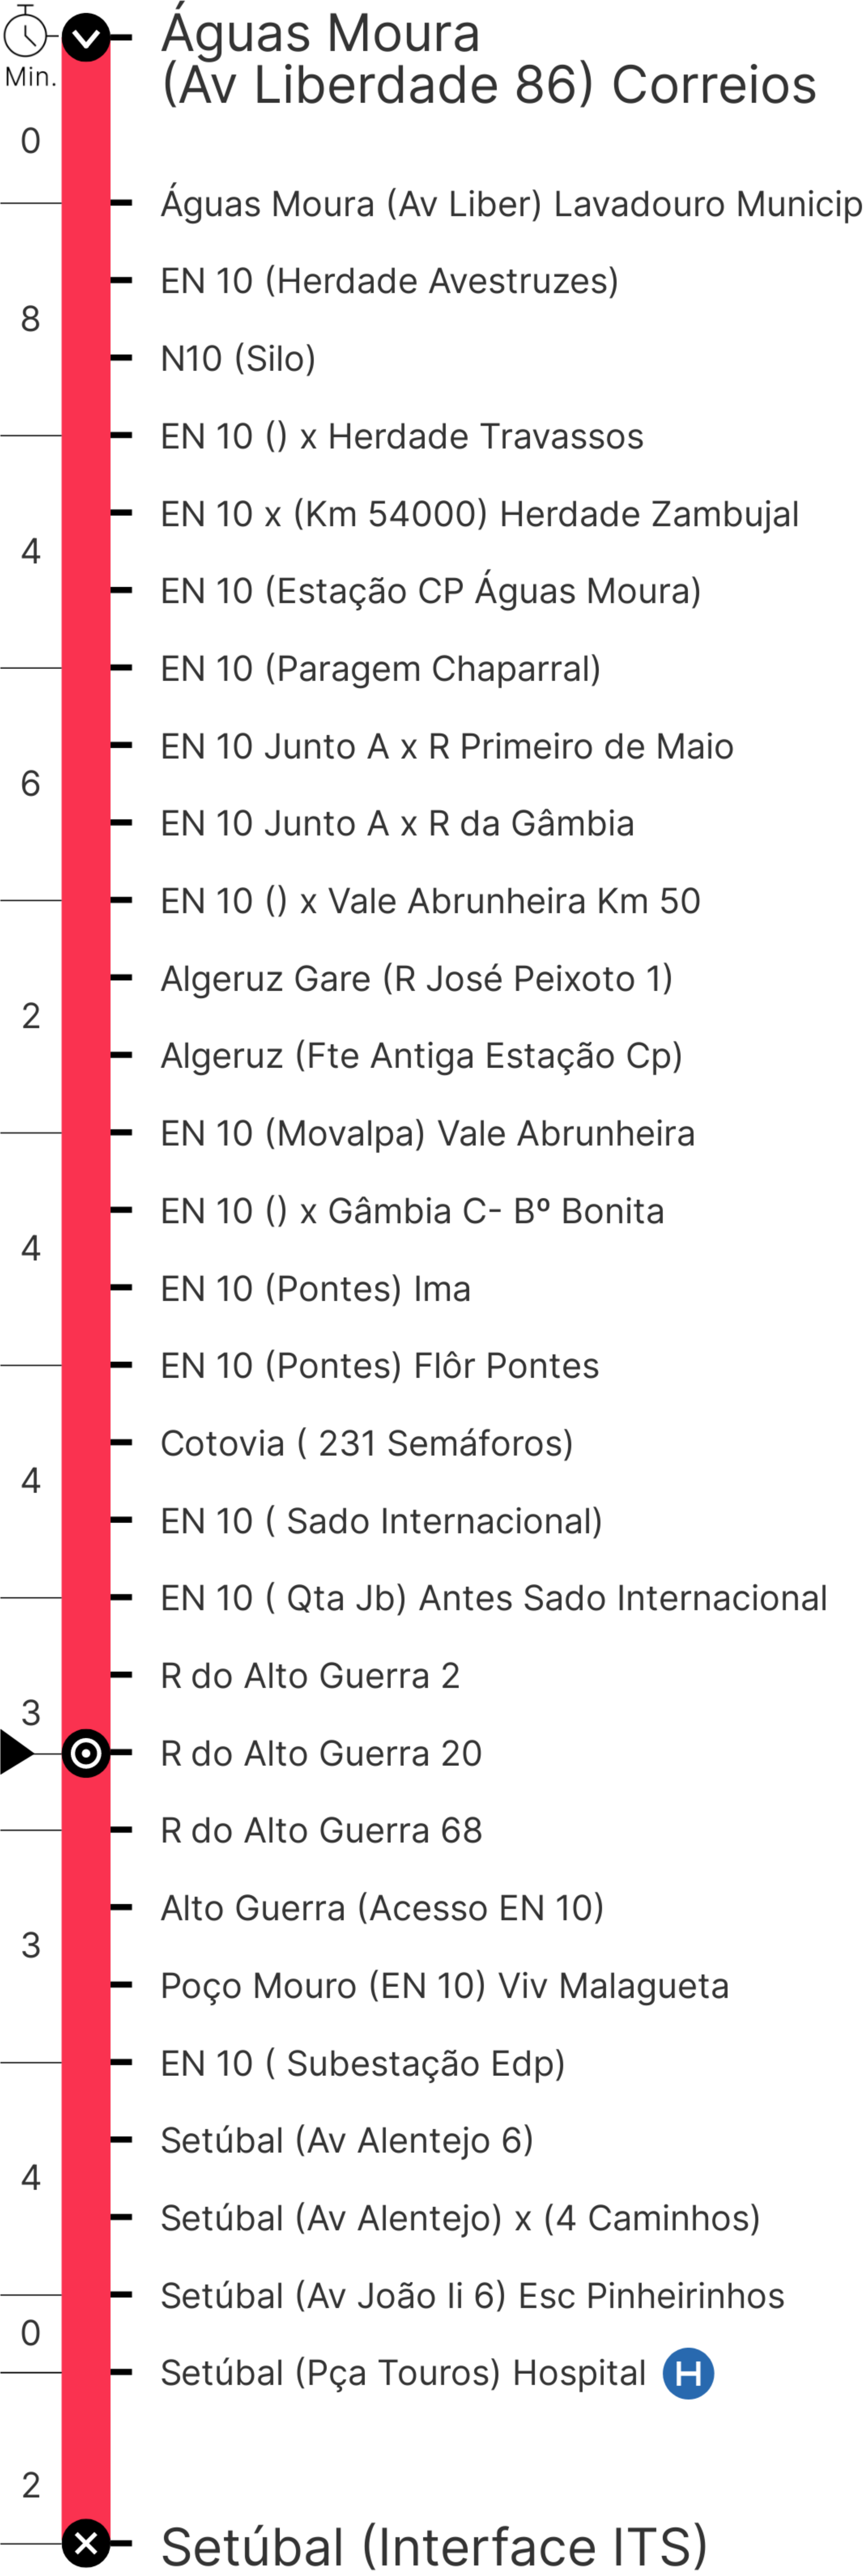 Águas Moura
(Av Liberdade 86) Correios
Min.
0
Águas Moura (Av Liber) Lavadouro Municip
EN 10 (Herdade Avestruzes)
8
N10 (Silo)
EN 10 () x Herdade Travassos
EN 10 x (Km 54000) Herdade Zambujal
4
EN 10 (Estação CP Águas Moura)
EN 10 (Paragem Chaparral)
EN 10 Junto A x R Primeiro de Maio
6
EN 10 Junto A x R da Gâmbia
EN 10 () x Vale Abrunheira Km 50
Algeruz Gare (R José Peixoto 1)
2
Algeruz (Fte Antiga Estação Cp)
EN 10 (Movalpa) Vale Abrunheira
EN 10 () x Gâmbia C- Bº Bonita
4
EN 10 (Pontes) Ima
EN 10 (Pontes) Flôr Pontes
Cotovia ( 231 Semáforos)
4
EN 10 ( Sado Internacional)
EN 10 ( Qta Jb) Antes Sado Internacional
R do Alto Guerra 2
3
R do Alto Guerra 20
R do Alto Guerra 68
Alto Guerra (Acesso EN 10)
3
Poço Mouro (EN 10) Viv Malagueta
EN 10 ( Subestação Edp)
Setúbal (Av Alentejo 6)
4
Setúbal (Av Alentejo) x (4 Caminhos)
Setúbal (Av João Ii 6) Esc Pinheirinhos
0
Setúbal (Pça Touros) Hospital H
2
Setúbal (Interface ITS)